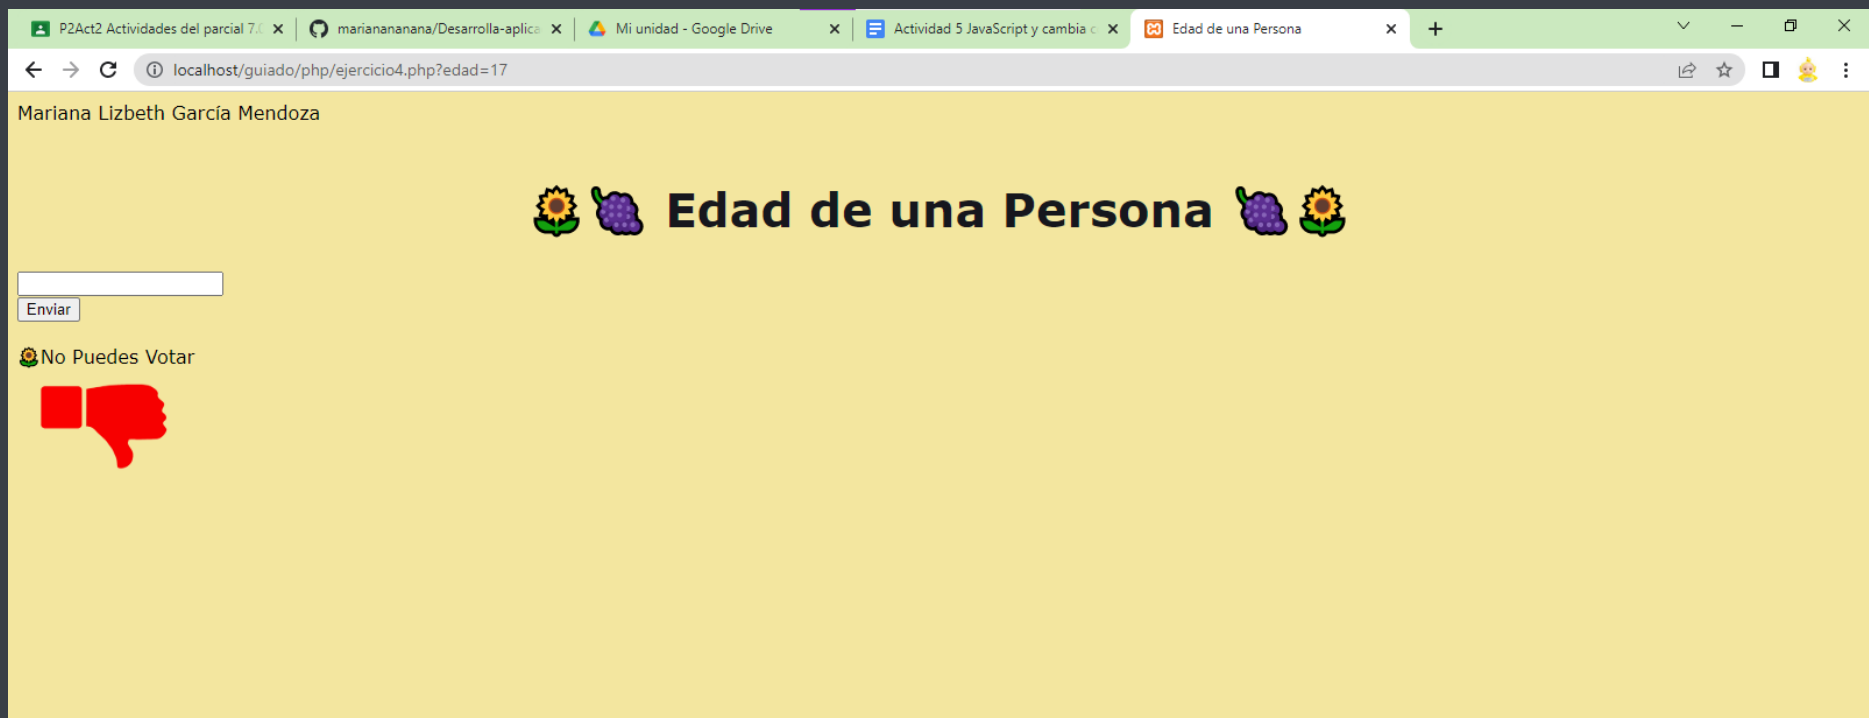 P2Act2 Actividades del parcial 7.
mariananana/Desarrolla-aplica
Mi unidad - Google Drive
Actividad 5 JavaScript y cambia
Edad de una Persona
localhost/guiado/php/ejercicio4.php?edad=17
Mariana Lizbeth García Mendoza
🌻🍇 Edad de una Persona 🍇🌻
Enviar
🌻No Puedes Votar